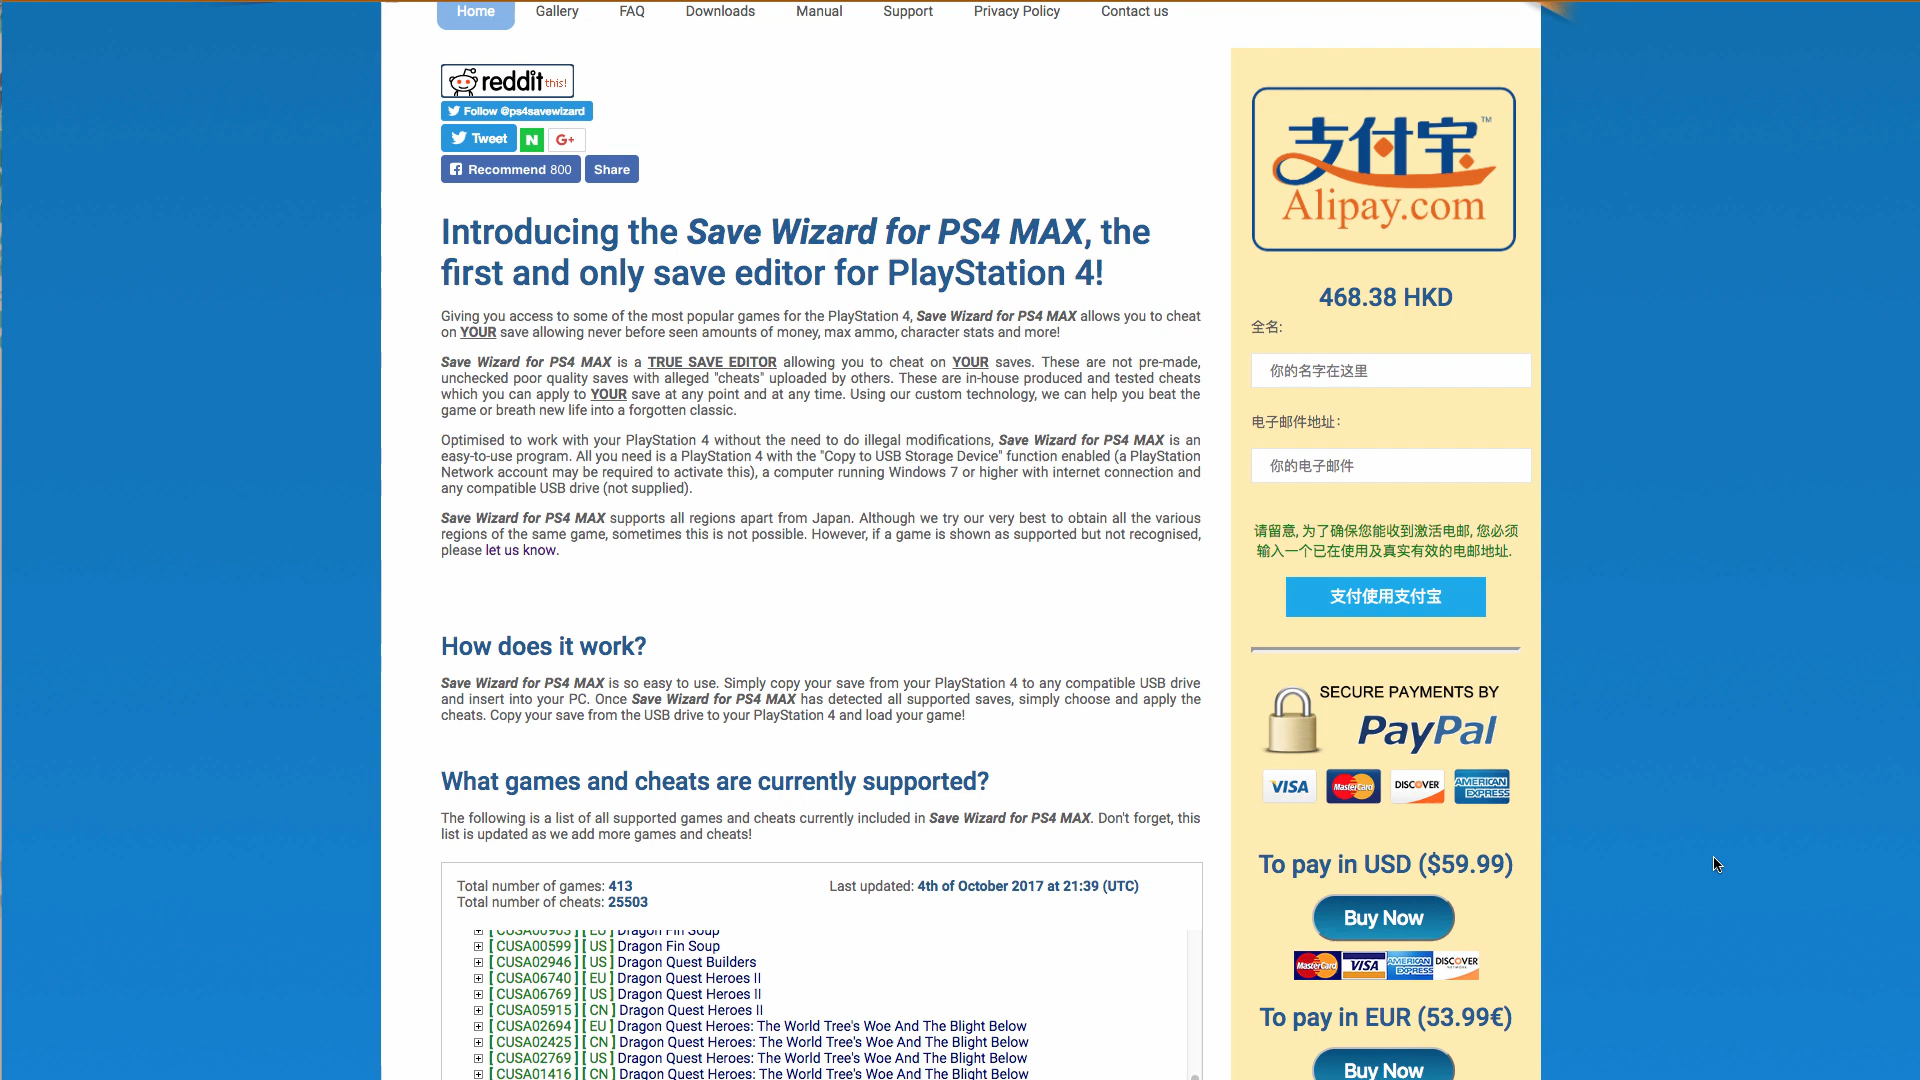 Home Gallery FAQ Downloads Manual Support Privacy Policy Contact us
reddit this!
Follow @ps4savewizard
Tweet N G+
Recommend 800 Share
Introducing the Save Wizard for PS4 MAX, the
first and only save editor for PlayStation 4!
Giving you access to some of the most popular games for the PlayStation 4, Save Wizard for PS4 MAX allows you to cheat
on YOUR save allowing never before seen amounts of money, max ammo, character stats and more!
Save Wizard for PS4 MAX is a TRUE SAVE EDITOR allowing you to cheat on YOUR saves. These are not pre-made,
unchecked poor quality saves with alleged "cheats" uploaded by others. These are in-house produced and tested cheats
which you can apply to YOUR save at any point and at any time. Using our custom technology, we can help you beat the
game or breath new life into a forgotten classic.
Optimised to work with your PlayStation 4 without the need to do illegal modifications, Save Wizard for PS4 MAX is an
easy-to-use program. All you need is a PlayStation 4 with the "Copy to USB Storage Device" function enabled (a PlayStation
Network account may be required to activate this), a computer running Windows 7 or higher with internet connection and
any compatible USB drive (not supplied).
Save Wizard for PS4 MAX supports all regions apart from Japan. Although we try our very best to obtain all the various
regions of the same game, sometimes this is not possible. However, if a game is shown as supported but not recognised,
please let us know.
How does it work?
Save Wizard for PS4 MAX is so easy to use. Simply copy your save from your PlayStation 4 to any compatible USB drive
and insert into your PC. Once Save Wizard for PS4 MAX has detected all supported saves, simply choose and apply the
cheats. Copy your save from the USB drive to your PlayStation 4 and load your game!
What games and cheats are currently supported?
The following is a list of all supported games and cheats currently included in Save Wizard for PS4 MAX. Don't forget, this
list is updated as we add more games and cheats!
Total number of games: 413 Last updated: 4th of October 2017 at 21:39 (UTC)
Total number of cheats: 25503
[ CUSA00903 ] [ EU ] Dragon Fin Soup
[ CUSA00599 ] [ US ] Dragon Fin Soup
[ CUSA02946 ] [ US ] Dragon Quest Builders
[ CUSA06740 ] [ EU ] Dragon Quest Heroes II
[ CUSA06769 ] [ US ] Dragon Quest Heroes II
[ CUSA05915 ] [ CN ] Dragon Quest Heroes II
[ CUSA02694 ] [ EU ] Dragon Quest Heroes: The World Tree's Woe And The Blight Below
[ CUSA02425 ] [ CN ] Dragon Quest Heroes: The World Tree's Woe And The Blight Below
[ CUSA02769 ] [ US ] Dragon Quest Heroes: The World Tree's Woe And The Blight Below
[ CUSA01416 ] [ CN ] Dragon Quest Heroes: The World Tree's Woe And The Blight Below
支付宝 TM
Alipay.com
468.38 HKD
全名:
你的名字在这里
电子邮件地址:
你的电子邮件
请留意, 为了确保您能收到激活电邮, 您必须
输入一个已在使用及真实有效的电邮地址.
支付使用支付宝
SECURE PAYMENTS BY
PayPal
VISA MasterCard DISCOVER AMERICAN EXPRESS
To pay in USD ($59.99)
Buy Now
MasterCard VISA AMERICAN EXPRESS DISCOVER NETWORK
To pay in EUR (53.99€)
Buy Now